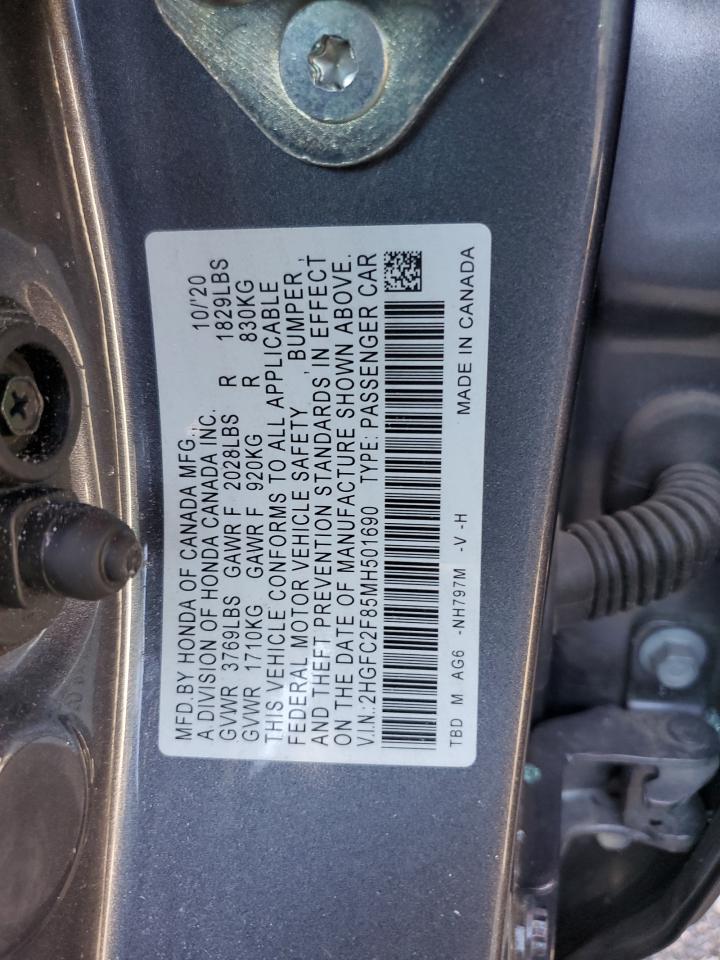 MFD.BY HONDA OF CANADA MFG., 10/'20
A DIVISION OF HONDA CANADA INC.
GVWR 3769LBS GAWR F 2028LBS R 1829LBS
GVWR 1710KG GAWR F 920KG R 830KG
THIS VEHICLE CONFORMS TO ALL APPLICABLE
FEDERAL MOTOR VEHICLE SAFETY , BUMPER ,
AND THEFT PREVENTION STANDARDS IN EFFECT
ON THE DATE OF MANUFACTURE SHOWN ABOVE.
V.I.N.:2HGFC2F85MH501690 TYPE: PASSENGER CAR
TBD M AG6 -NH797M -V -H MADE IN CANADA